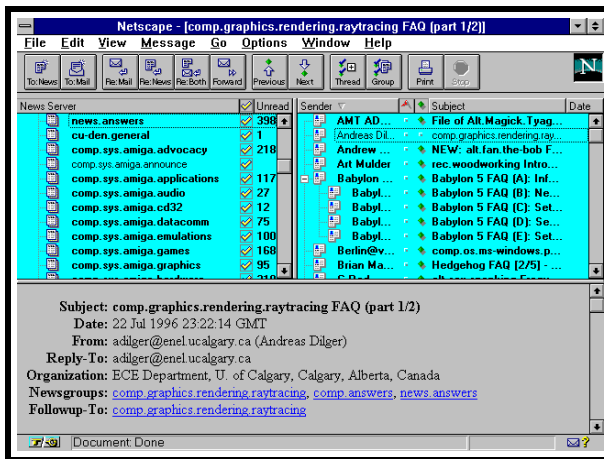 Netscape - [comp.graphics.rendering.raytracing FAQ (part 1/2)]
File Edit View Message Go Options Window Help
To:News To:Mail Re:Mail Re:News Re:Both Forward Previous Next Thread Group Print Stop
N
News Server Unread
news.answers 398
cu-den.general 1
comp.sys.amiga.advocacy 218
comp.sys.amiga.announce
comp.sys.amiga.applications 117
comp.sys.amiga.audio 27
comp.sys.amiga.cd32 12
comp.sys.amiga.datacomm 75
comp.sys.amiga.emulations 100
comp.sys.amiga.games 168
comp.sys.amiga.graphics 95
Sender Subject Date
AMT AD... File of Alt.Magick.Tyag...
Andreas Dil... comp.graphics.rendering.ray...
Andrew ... NEW: alt.fan.the-bob F...
Art Mulder rec.woodworking Intro...
Babylon ... Babylon 5 FAQ (A): Inf...
Babyl... Babylon 5 FAQ (B): Ne...
Babyl... Babylon 5 FAQ (C): Set...
Babyl... Babylon 5 FAQ (D): Se...
Babyl... Babylon 5 FAQ (E): Set...
Berlin@v... comp.os.ms-windows.p...
Brian Ma... Hedgehog FAQ [2/5] - ...
Subject: comp.graphics.rendering.raytracing FAQ (part 1/2)
Date: 22 Jul 1996 23:22:14 GMT
From: adilger@enel.ucalgary.ca (Andreas Dilger)
Reply-To: adilger@enel.ucalgary.ca
Organization: ECE Department, U. of Calgary, Calgary, Alberta, Canada
Newsgroups: comp.graphics.rendering.raytracing, comp.answers, news.answers
Followup-To: comp.graphics.rendering.raytracing
Document: Done